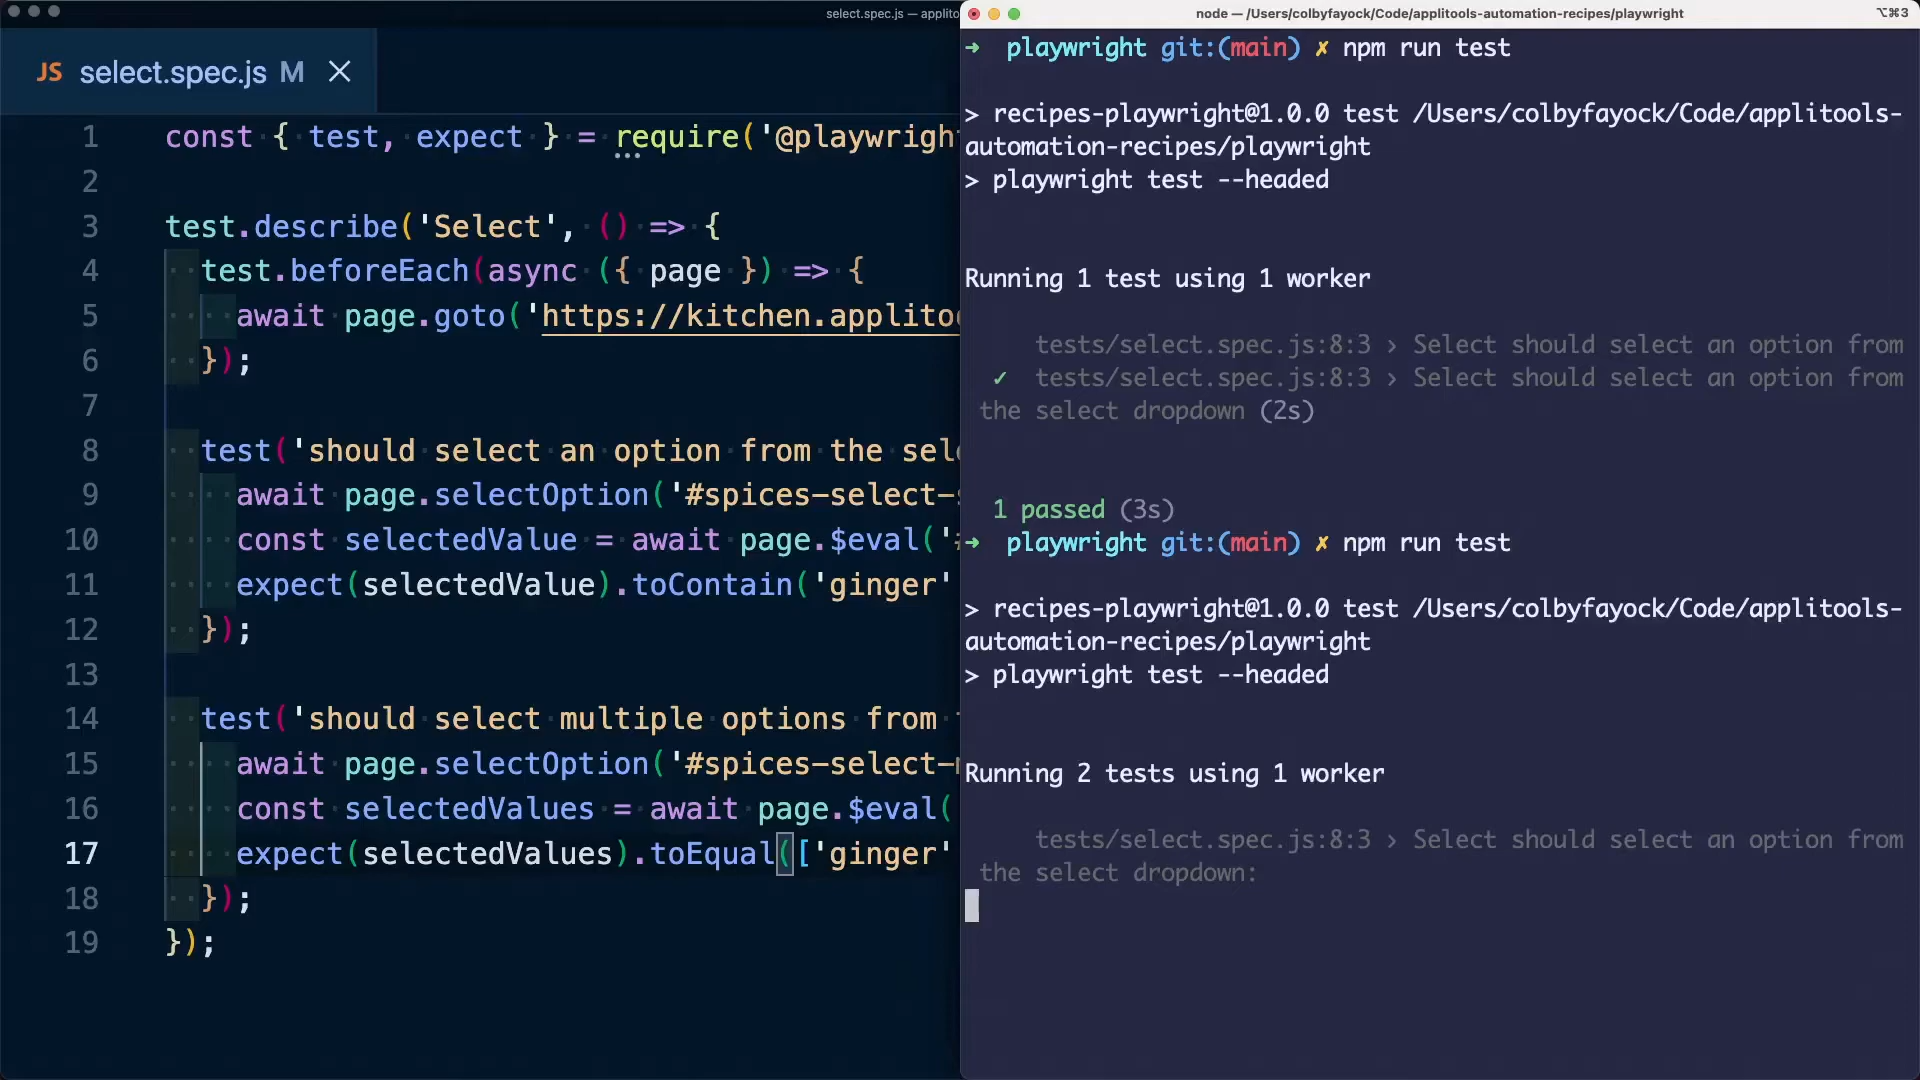 select.spec.js — applito
JS select.spec.js M
1 const { test, expect } = require('@playwrigh
2
3 test.describe('Select', () => {
4 test.beforeEach(async ({ page }) => {
5 await page.goto('https://kitchen.applitoo
6 });
7
8 test('should select an option from the sel
9 await page.selectOption('#spices-select-s
10 const selectedValue = await page.$eval('#
11 expect(selectedValue).toContain('ginger'
12 });
13
14 test('should select multiple options from
15 await page.selectOption('#spices-select-m
16 const selectedValues = await page.$eval(
17 expect(selectedValues).toEqual(['ginger'
18 });
19 });
node — /Users/colbyfayock/Code/applitools-automation-recipes/playwright
⌥⌘3
➜ playwright git:(main) ✗ npm run test
> recipes-playwright@1.0.0 test /Users/colbyfayock/Code/applitools-
automation-recipes/playwright
> playwright test --headed
Running 1 test using 1 worker
tests/select.spec.js:8:3 › Select should select an option from
✓ tests/select.spec.js:8:3 › Select should select an option from
the select dropdown (2s)
1 passed (3s)
➜ playwright git:(main) ✗ npm run test
> recipes-playwright@1.0.0 test /Users/colbyfayock/Code/applitools-
automation-recipes/playwright
> playwright test --headed
Running 2 tests using 1 worker
tests/select.spec.js:8:3 › Select should select an option from
the select dropdown: